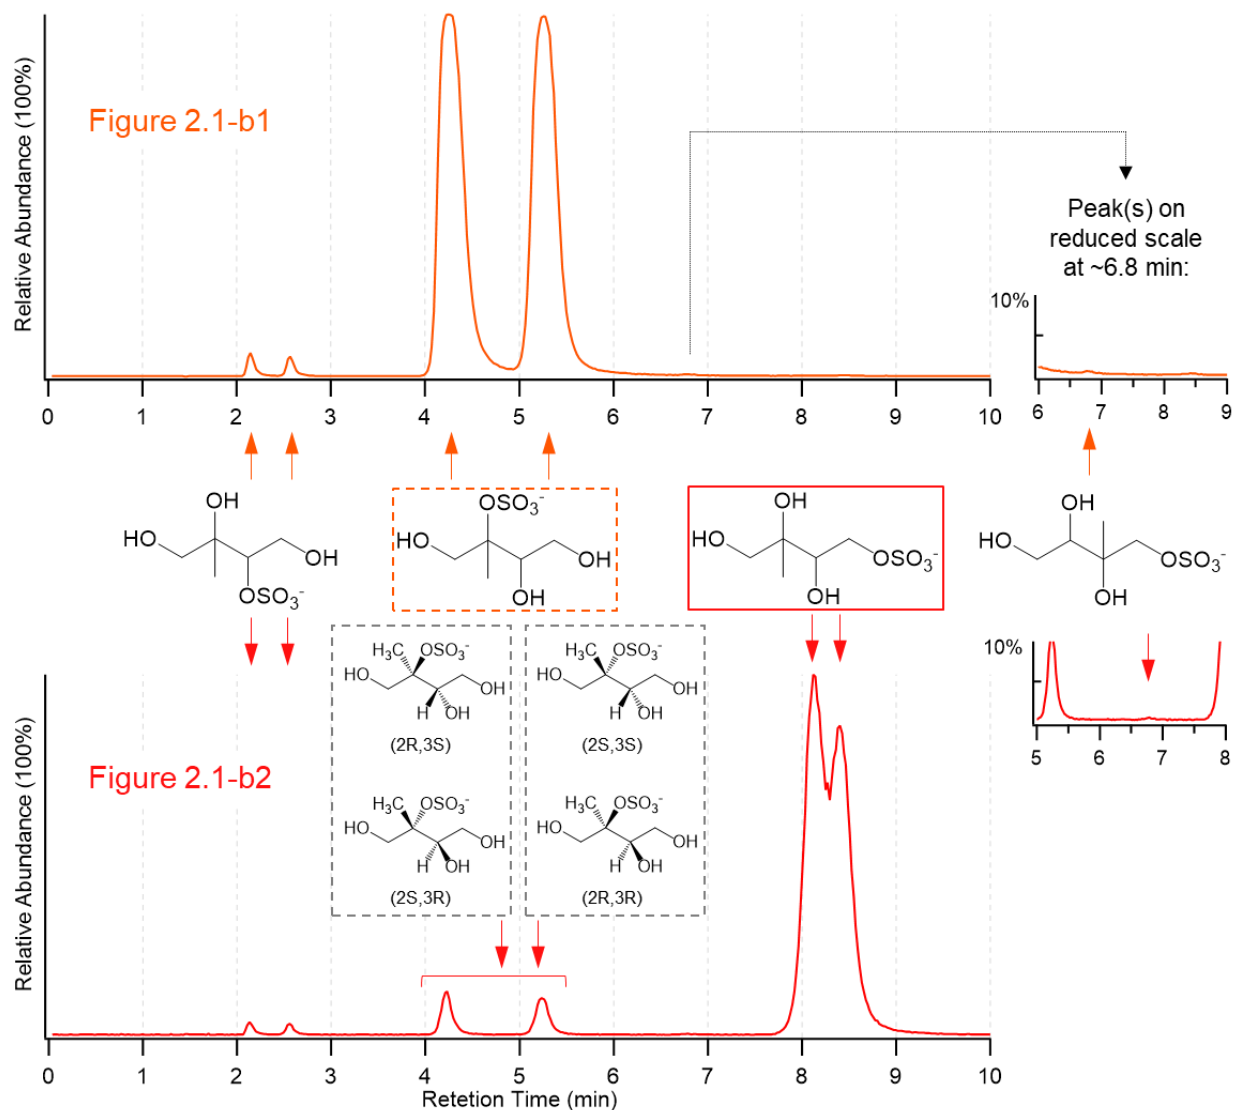 Relative Abundance (100%)
Figure 2.1-b1
Peak(s) on
reduced scale
at ~6.8 min:
10%
0 1 2 3 4 5 6 7 8 9 10
6 7 8 9
OH
HO
OH
OSO₃⁻
OSO₃⁻
HO
OH
OH
OH
HO
OSO₃⁻
OH
OH
HO
OSO₃⁻
OH
H₃C OSO₃⁻
HO
OH
H OH
(2R,3S)
H₃C OSO₃⁻
HO
OH
H OH
(2S,3S)
H₃C OSO₃⁻
HO
OH
H OH
(2S,3R)
H₃C OSO₃⁻
HO
OH
H OH
(2R,3R)
10%
5 6 7 8
Relative Abundance (100%)
Figure 2.1-b2
0 1 2 3 4 5 6 7 8 9 10
Retetion Time (min)